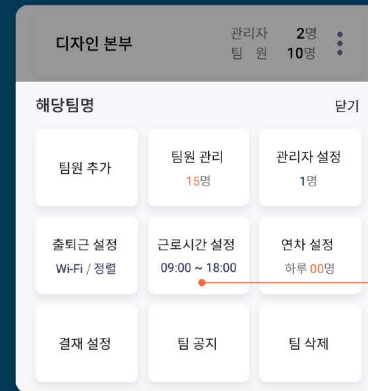 디자인 본부
관리자 2명
팀 원 10명
해당팀명 닫기
팀원 추가
팀원 관리
15명
관리자 설정
1명
출퇴근 설정
Wi-Fi / 정렬
근로시간 설정
09:00 ~ 18:00
연차 설정
하루 00명
결재 설정
팀 공지
팀 삭제